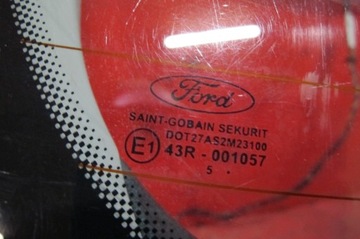 Ford
SAINT-GOBAIN SEKURIT
DOT27AS2M23100
E1 43R - 001057
5 •